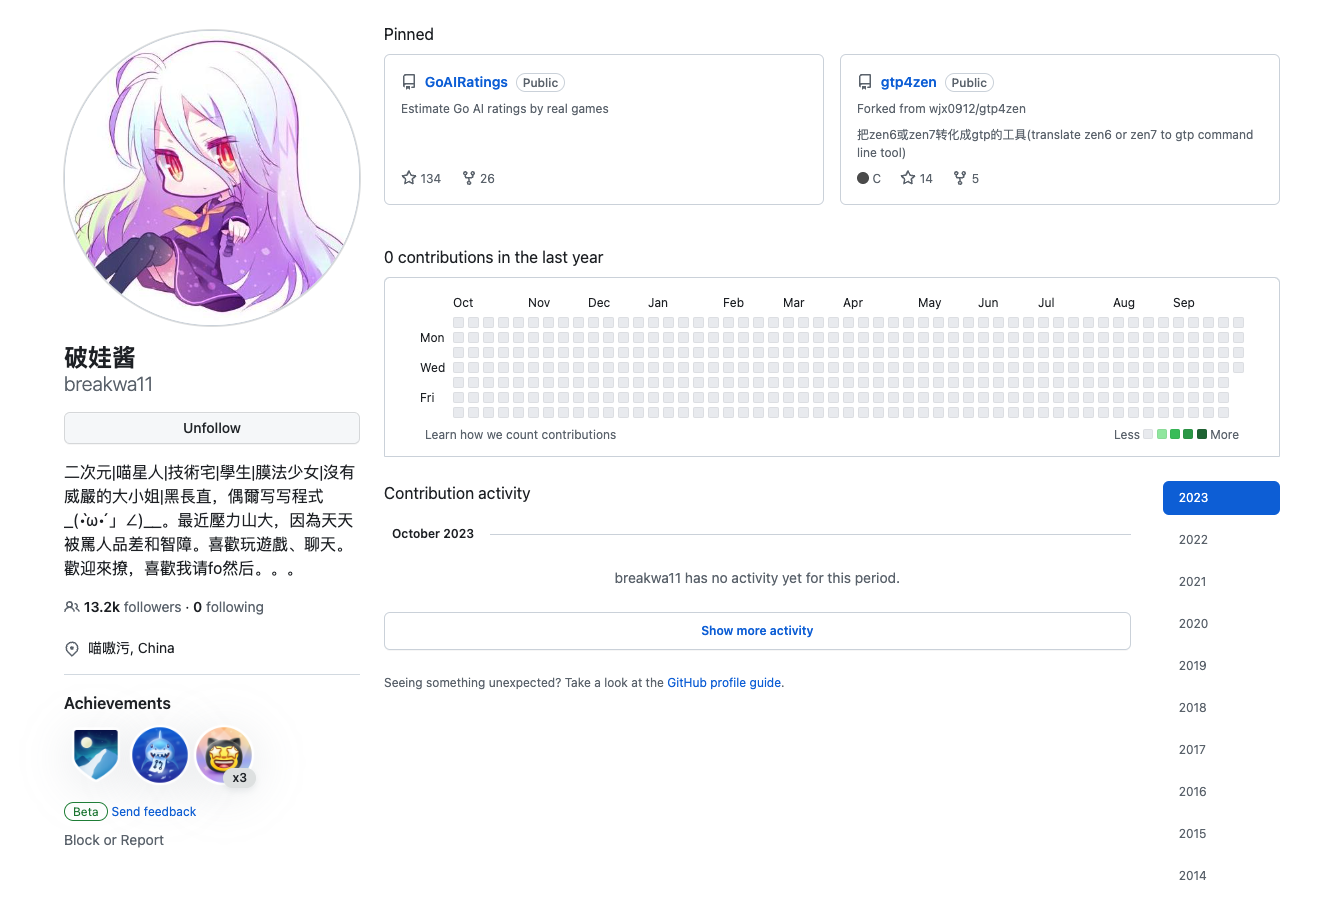 破娃酱
breakwa11
Unfollow
二次元|喵星人|技術宅|學生|膜法少女|沒有
威嚴的大小姐|黑長直，偶爾写写程式
_(•̀ω•́」∠)__。最近壓力山大，因為天天
被罵人品差和智障。喜歡玩遊戲、聊天。
歡迎來撩，喜歡我请fo然后。。。
13.2k followers · 0 following
喵嗷污, China
Achievements
x3
Beta Send feedback
Block or Report
Pinned
GoAIRatings Public
Estimate Go AI ratings by real games
134 26
gtp4zen Public
Forked from wjx0912/gtp4zen
把zen6或zen7转化成gtp的工具(translate zen6 or zen7 to gtp command
line tool)
C 14 5
0 contributions in the last year
Oct Nov Dec Jan Feb Mar Apr May Jun Jul Aug Sep
Mon
Wed
Fri
Learn how we count contributions Less More
Contribution activity
October 2023
breakwa11 has no activity yet for this period.
Show more activity
Seeing something unexpected? Take a look at the GitHub profile guide.
2023
2022
2021
2020
2019
2018
2017
2016
2015
2014